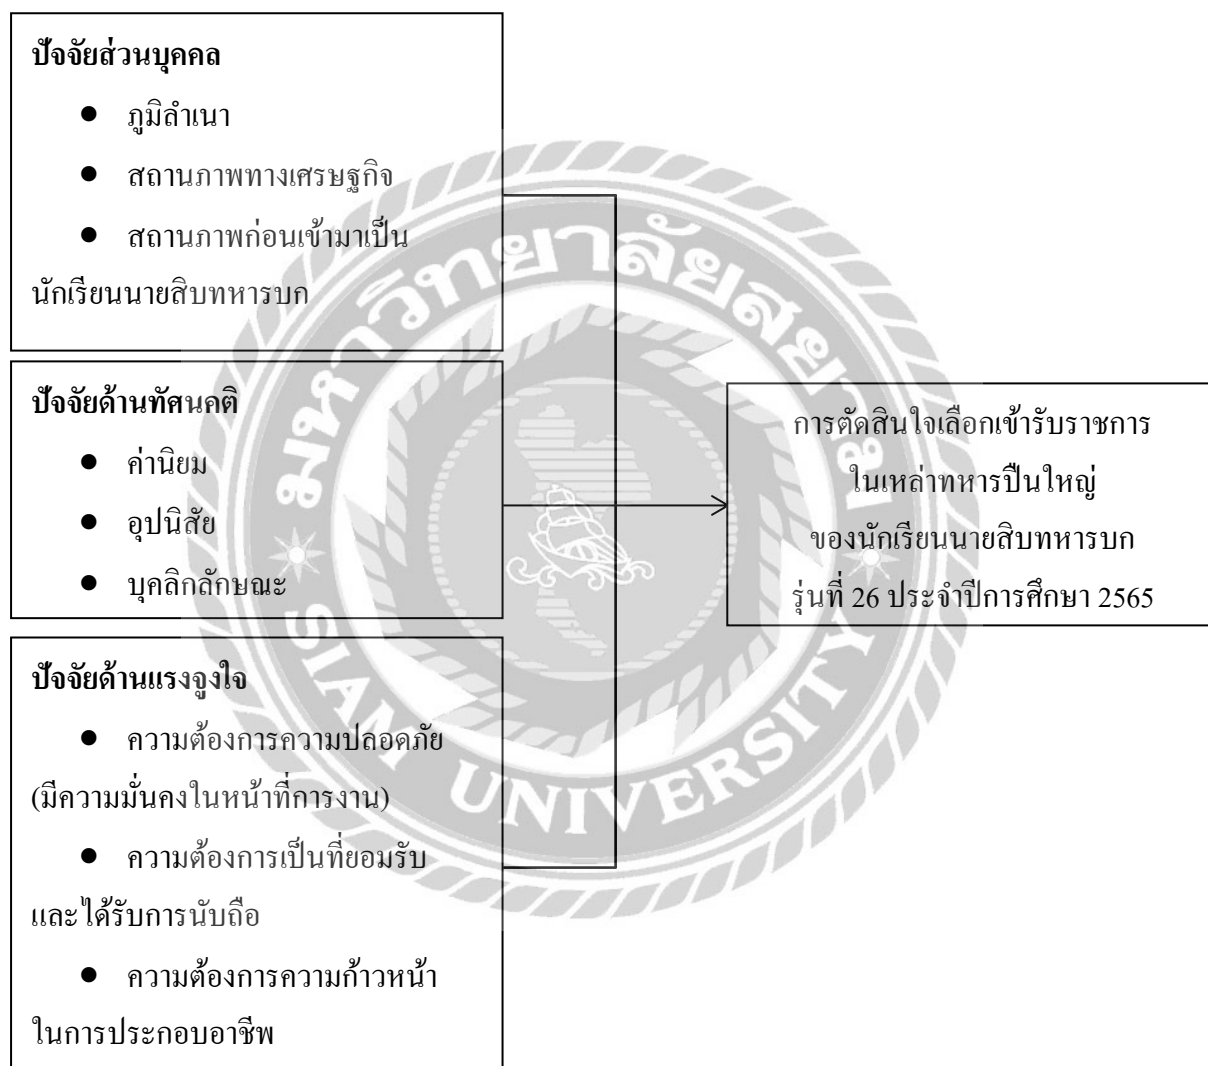 ปัจจัยส่วนบุคคล
● ภูมิลำเนา
● สถานภาพทางเศรษฐกิจ
● สถานภาพก่อนเข้ามาเป็น
นักเรียนนายสิบทหารบก
ปัจจัยด้านทัศนคติ
● ค่านิยม
● อุปนิสัย
● บุคลิกลักษณะ
ปัจจัยด้านแรงจูงใจ
● ความต้องการความปลอดภัย
(มีความมั่นคงในหน้าที่การงาน)
● ความต้องการเป็นที่ยอมรับ
และได้รับการนับถือ
● ความต้องการความก้าวหน้า
ในการประกอบอาชีพ
การตัดสินใจเลือกเข้ารับราชการ
ในเหล่าทหารปืนใหญ่
ของนักเรียนนายสิบทหารบก
รุ่นที่ 26 ประจำปีการศึกษา 2565
มหาวิทยาลัยสยาม
SIAM UNIVERSITY